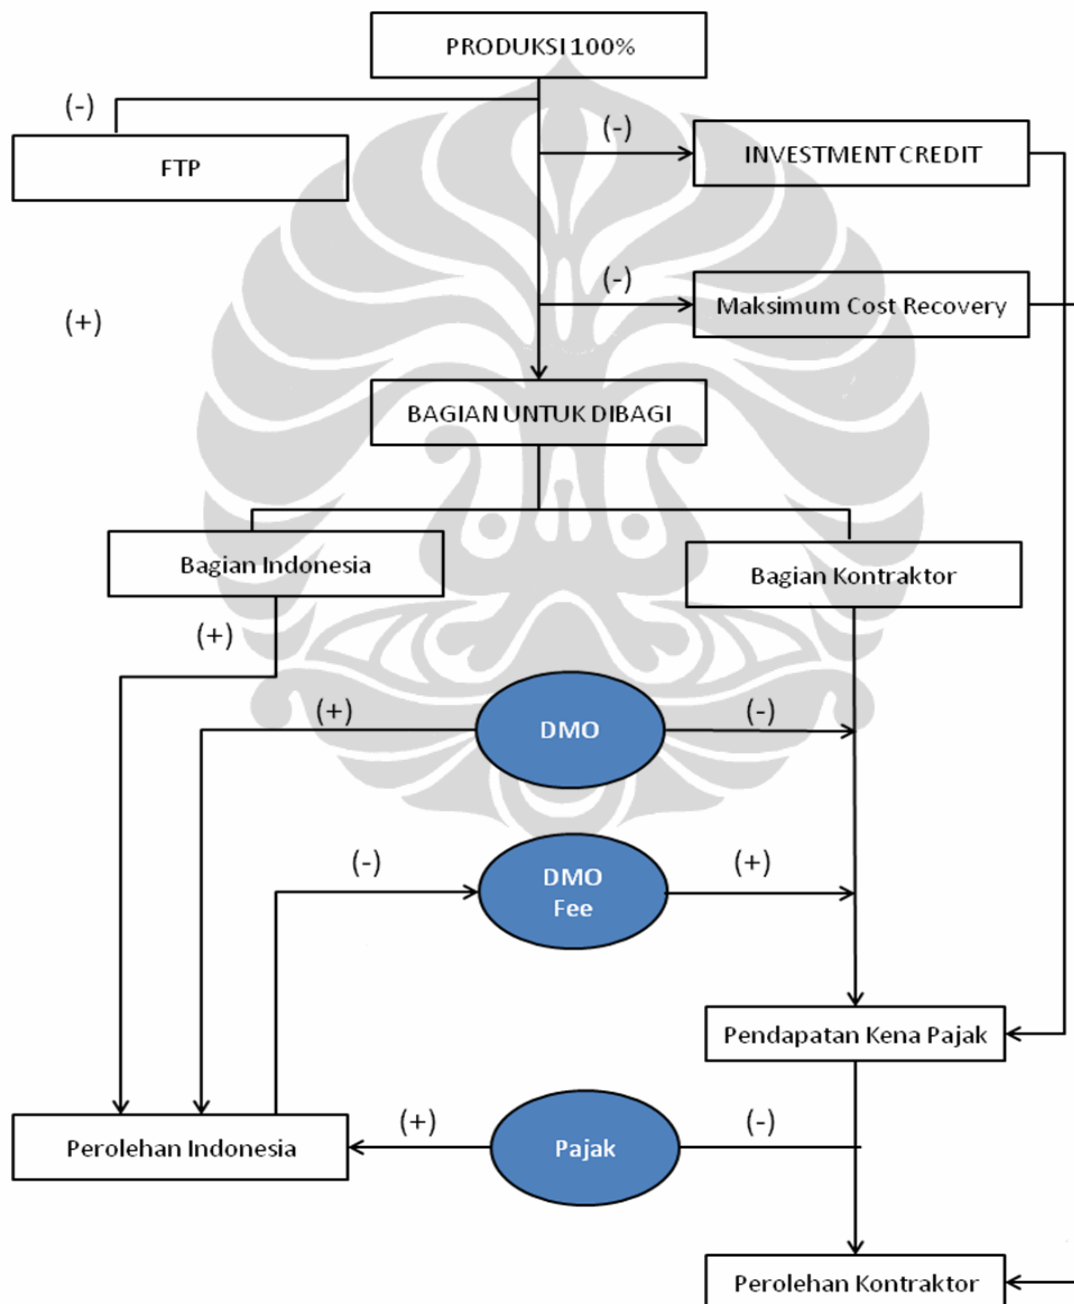 PRODUKSI 100%
(-)
(-)
FTP
INVESTMENT CREDIT
(-)
Maksimum Cost Recovery
(+)
BAGIAN UNTUK DIBAGI
Bagian Indonesia
Bagian Kontraktor
(+)
(+)
DMO
(-)
(-)
DMO
Fee
(+)
Pendapatan Kena Pajak
Perolehan Indonesia
(+)
Pajak
(-)
Perolehan Kontraktor